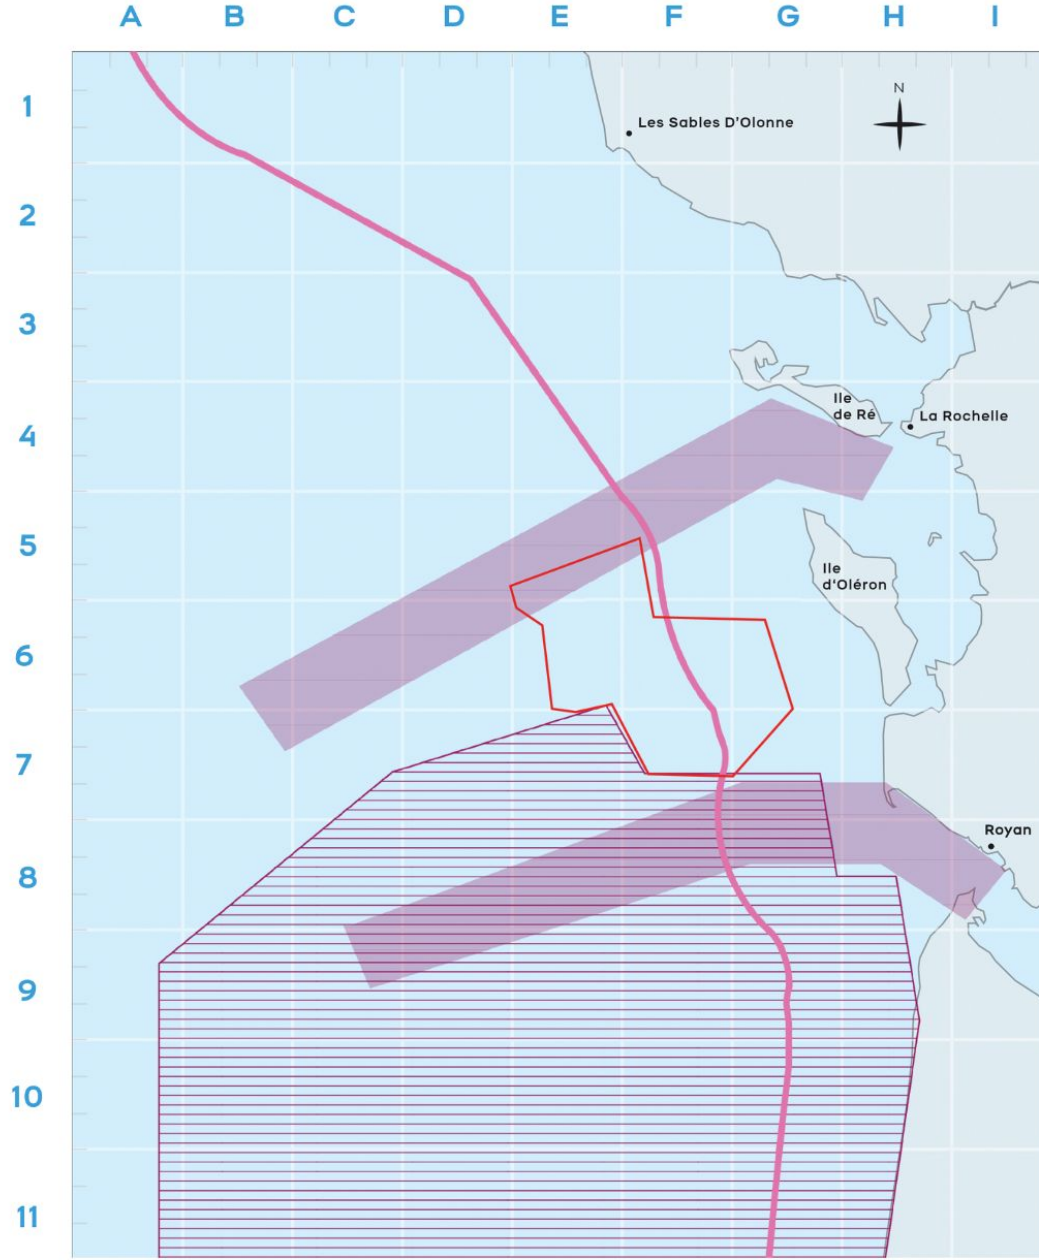 A B C D E F G H I
1
N
Les Sables D'Olonne
2
3
Ile
de Ré
La Rochelle
4
5
Ile
d'Oléron
6
7
Royan
8
9
10
11